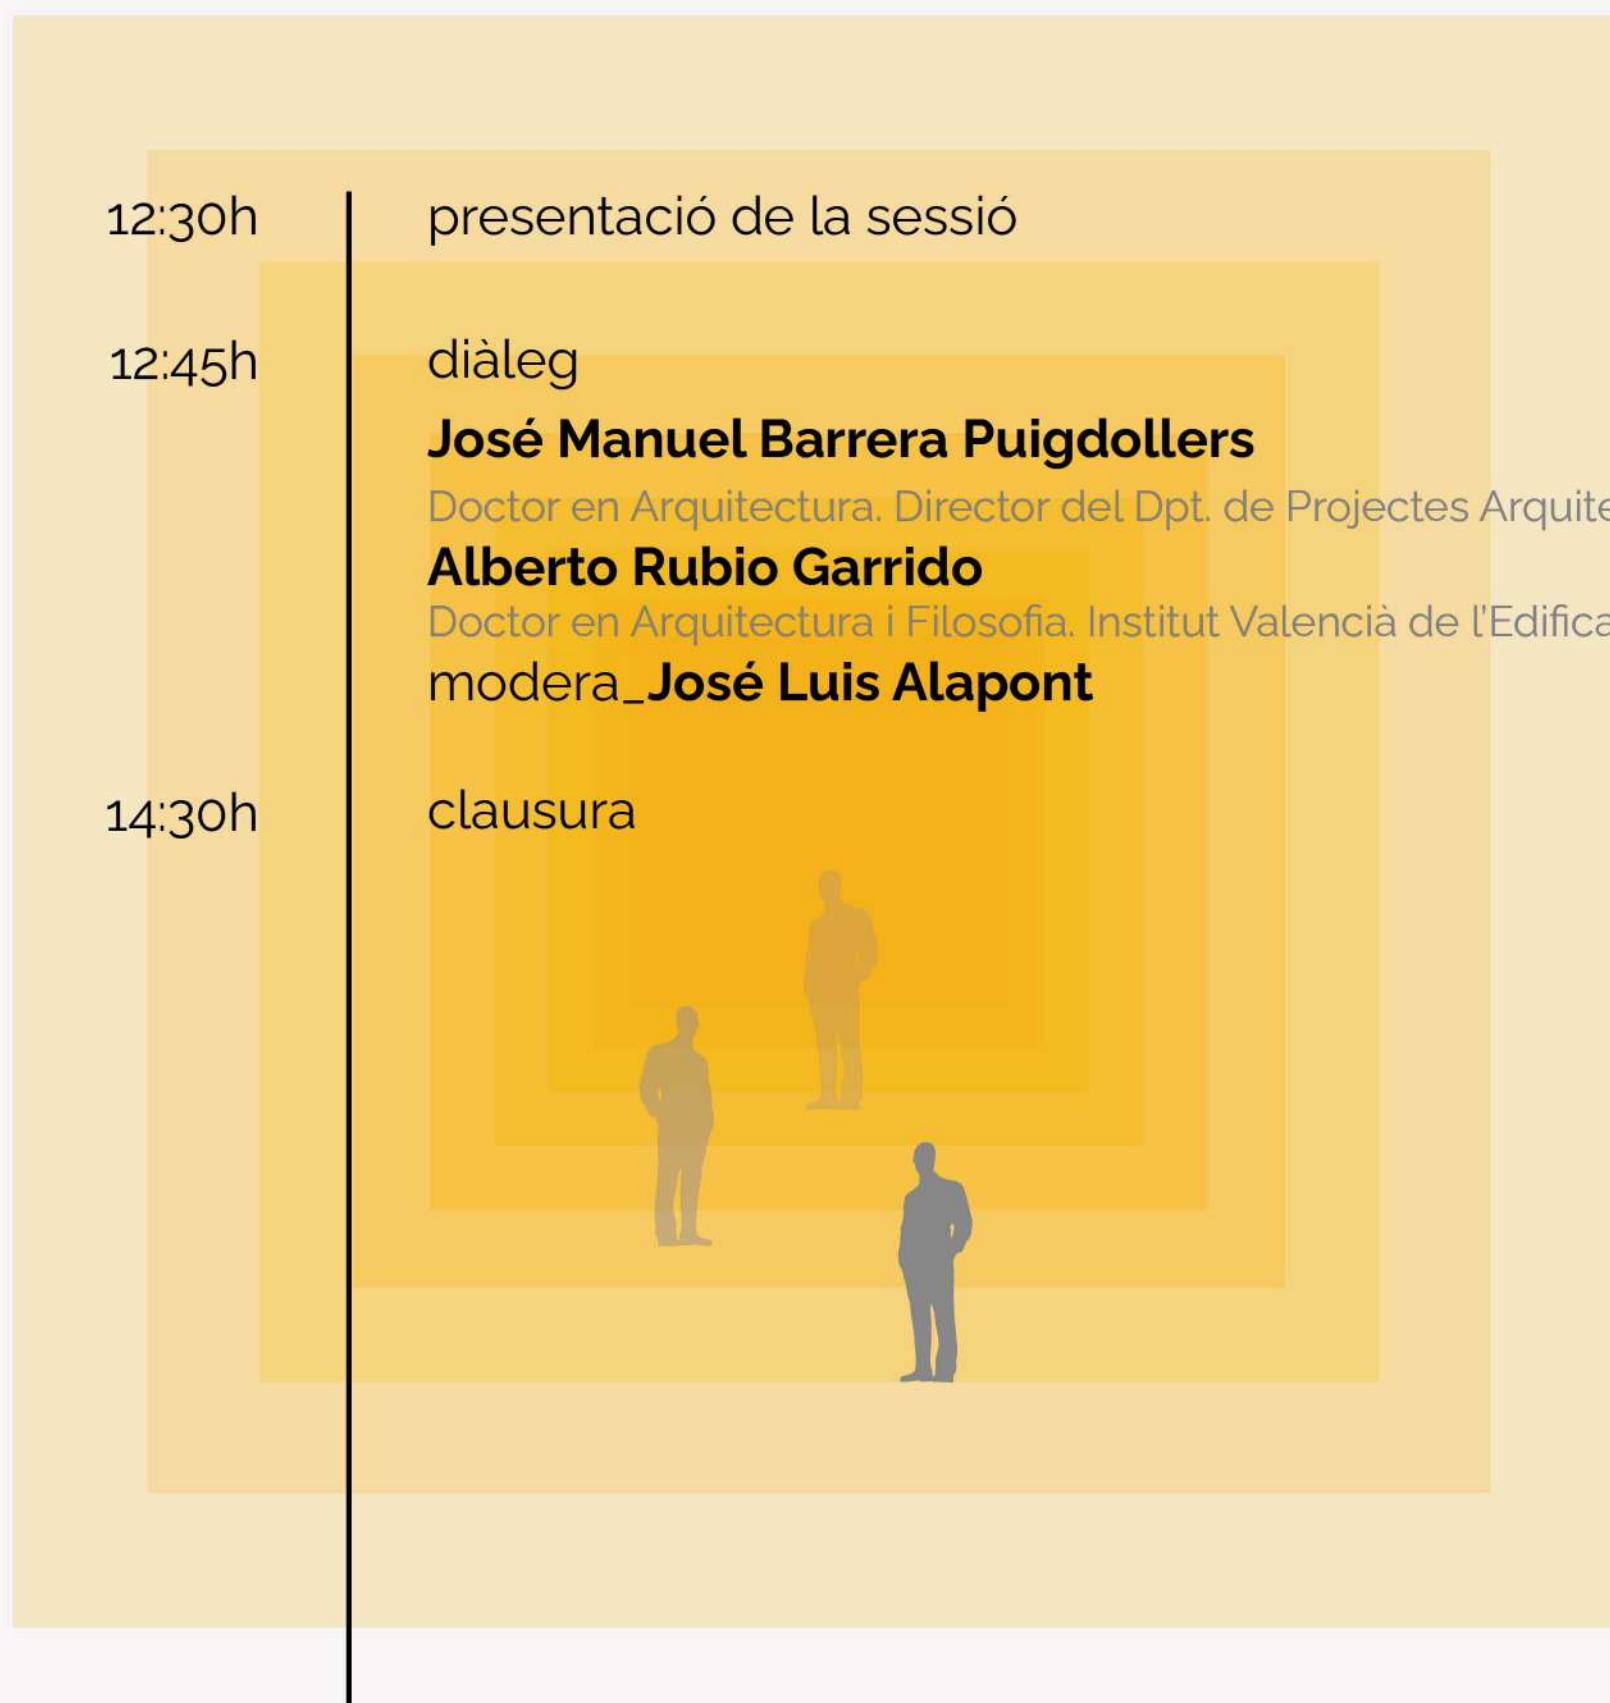 12:30h presentació de la sessió
12:45h diàleg
José Manuel Barrera Puigdollers
Doctor en Arquitectura. Director del Dpt. de Projectes
Alberto Rubio Garrido
Doctor en Arquitectura i Filosofia. Institut Valencià de
modera_José Luis Alapont
14:30h clausura